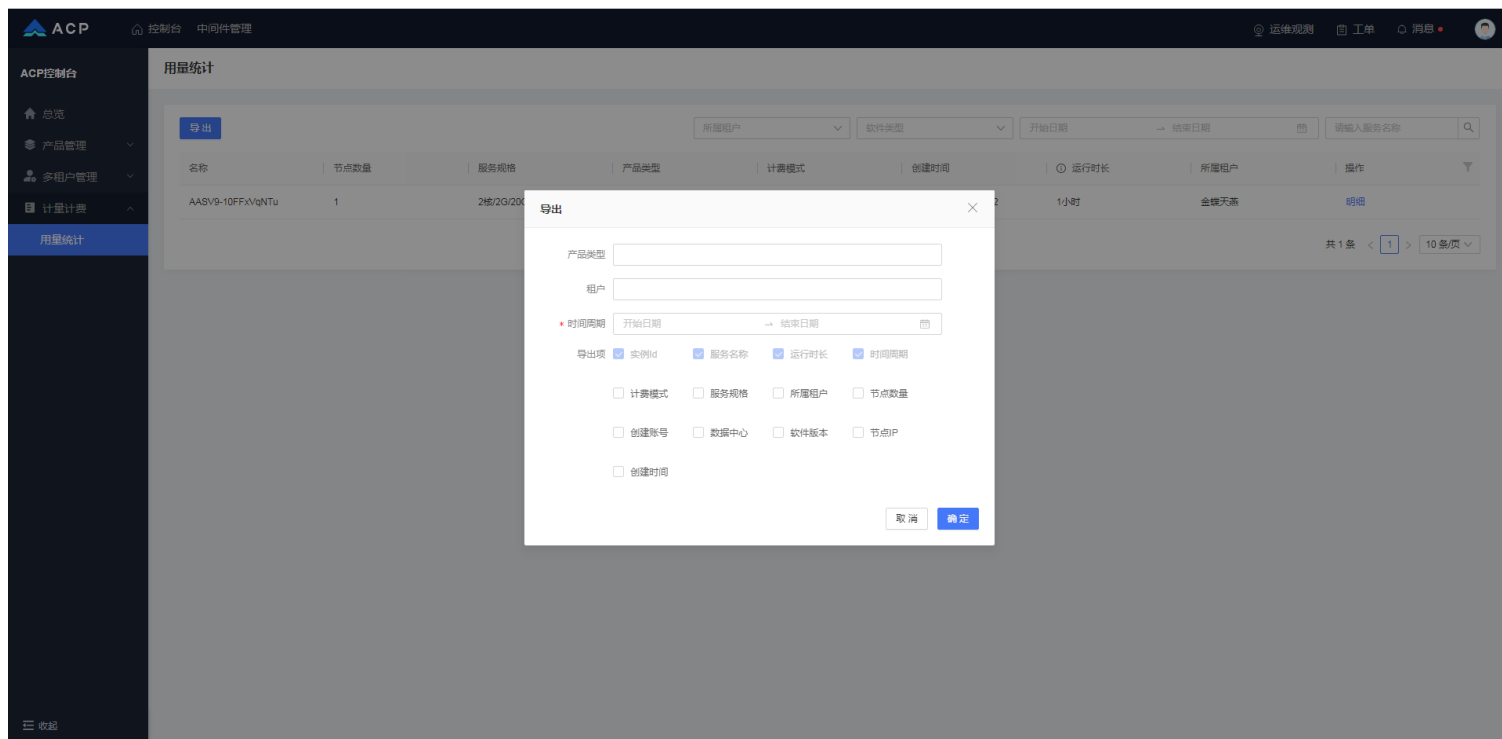 ACP 控制台 中间件管理 运维观测 工单 消息
ACP控制台 用量统计
总览
产品管理
多租户管理
计量计费
用量统计
导出 所属租户 软件类型 开始日期 → 结束日期 请输入服务名称
名称 节点数量 服务规格 产品类型 计费模式 创建时间 运行时长 所属租户 操作
AASV9-10FFxVqNTu 1 2核/2G/200 2 1小时 金蝶天燕 明细
共 1 条 < 1 > 10 条/页
导出
产品类型
租户
* 时间周期 开始日期 → 结束日期
导出项 实例Id 服务名称 运行时长 时间周期
计费模式 服务规格 所属租户 节点数量
创建账号 数据中心 软件版本 节点IP
创建时间
取消 确定
收起